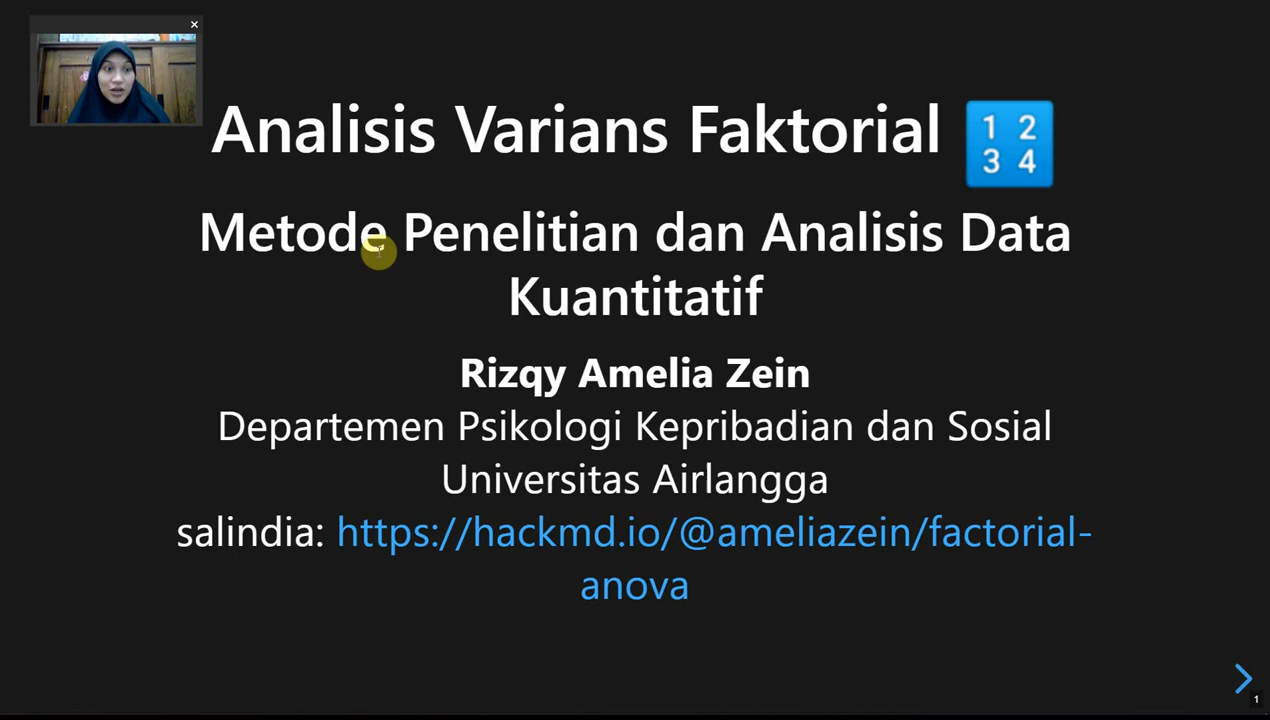 Analisis Varians Faktorial 🔢
Metode Penelitian dan Analisis Data
Kuantitatif
Rizqy Amelia Zein
Departemen Psikologi Kepribadian dan Sosial
Universitas Airlangga
salindia: https://hackmd.io/@ameliazein/factorial-
anova
1